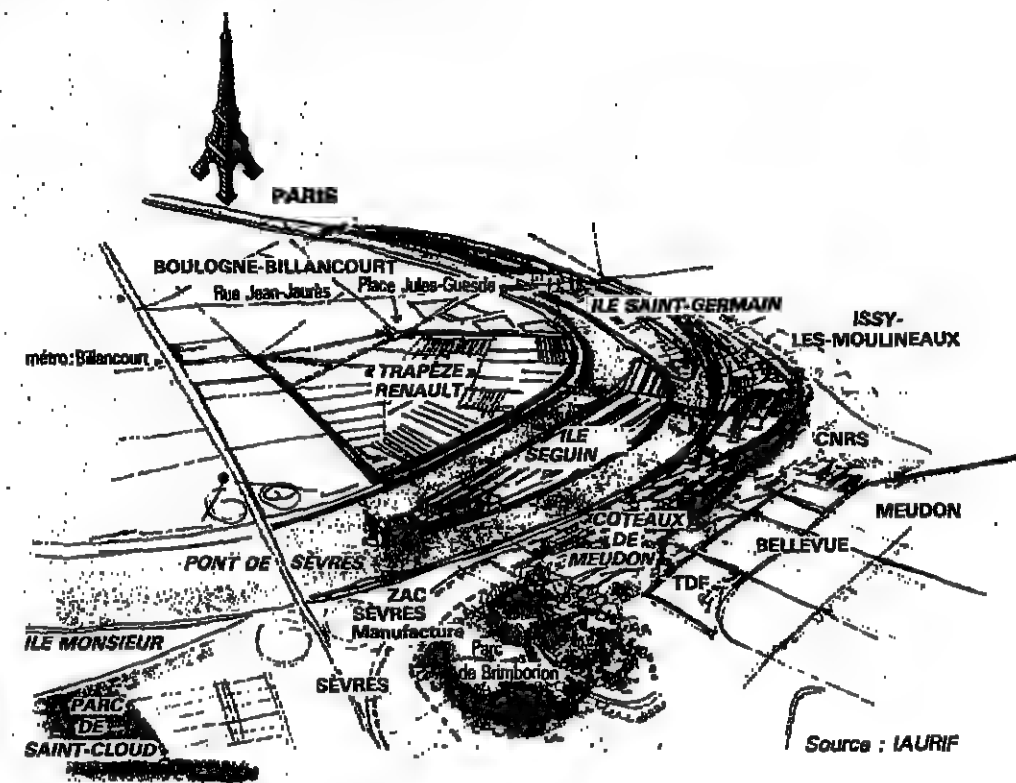 PARIS
BOULOGNE-BILLANCOURT
Rue Jean-Jaurès
Place Jules-Guesde
ILE SAINT-GERMAIN
ISSY-
LES-MOULINEAUX
métro: Billancourt
« TRAPÈZE »
RENAULT
ILE
SEGUIN
CNRS
MEUDON
COTEAUX
DE
MEUDON
BELLEVUE
PONT DE SÈVRES
TDF
ZAC
SÈVRES
Manufacture
ILE MONSIEUR
Parc
de Brimborion
SÈVRES
PARC
DE
SAINT-CLOUD
Source : IAURIF